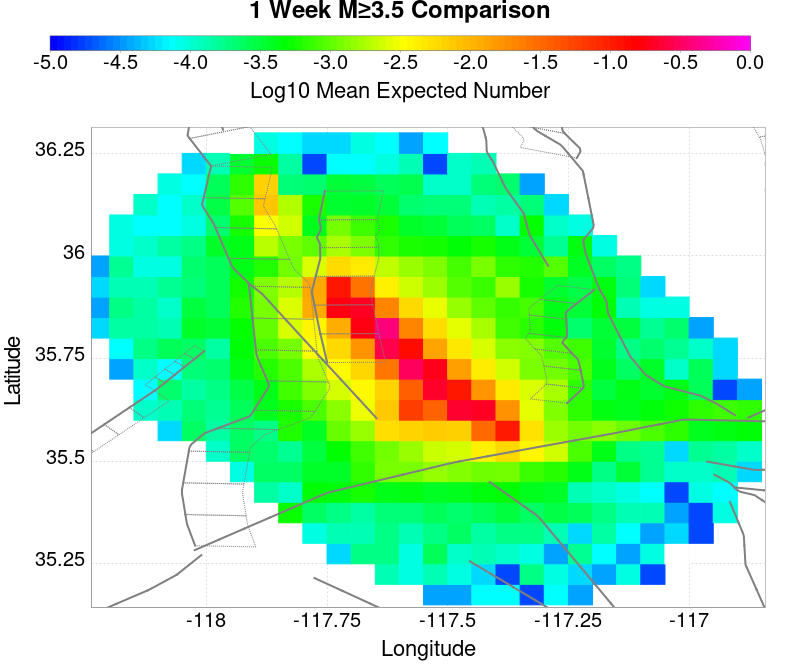 1 Week M≥3.5 Comparison
-5.0 -4.5 -4.0 -3.5 -3.0 -2.5 -2.0 -1.5 -1.0 -0.5 0.0
Log10 Mean Expected Number
36.25
36
35.75
35.5
35.25
Latitude
-118 -117.75 -117.5 -117.25 -117
Longitude